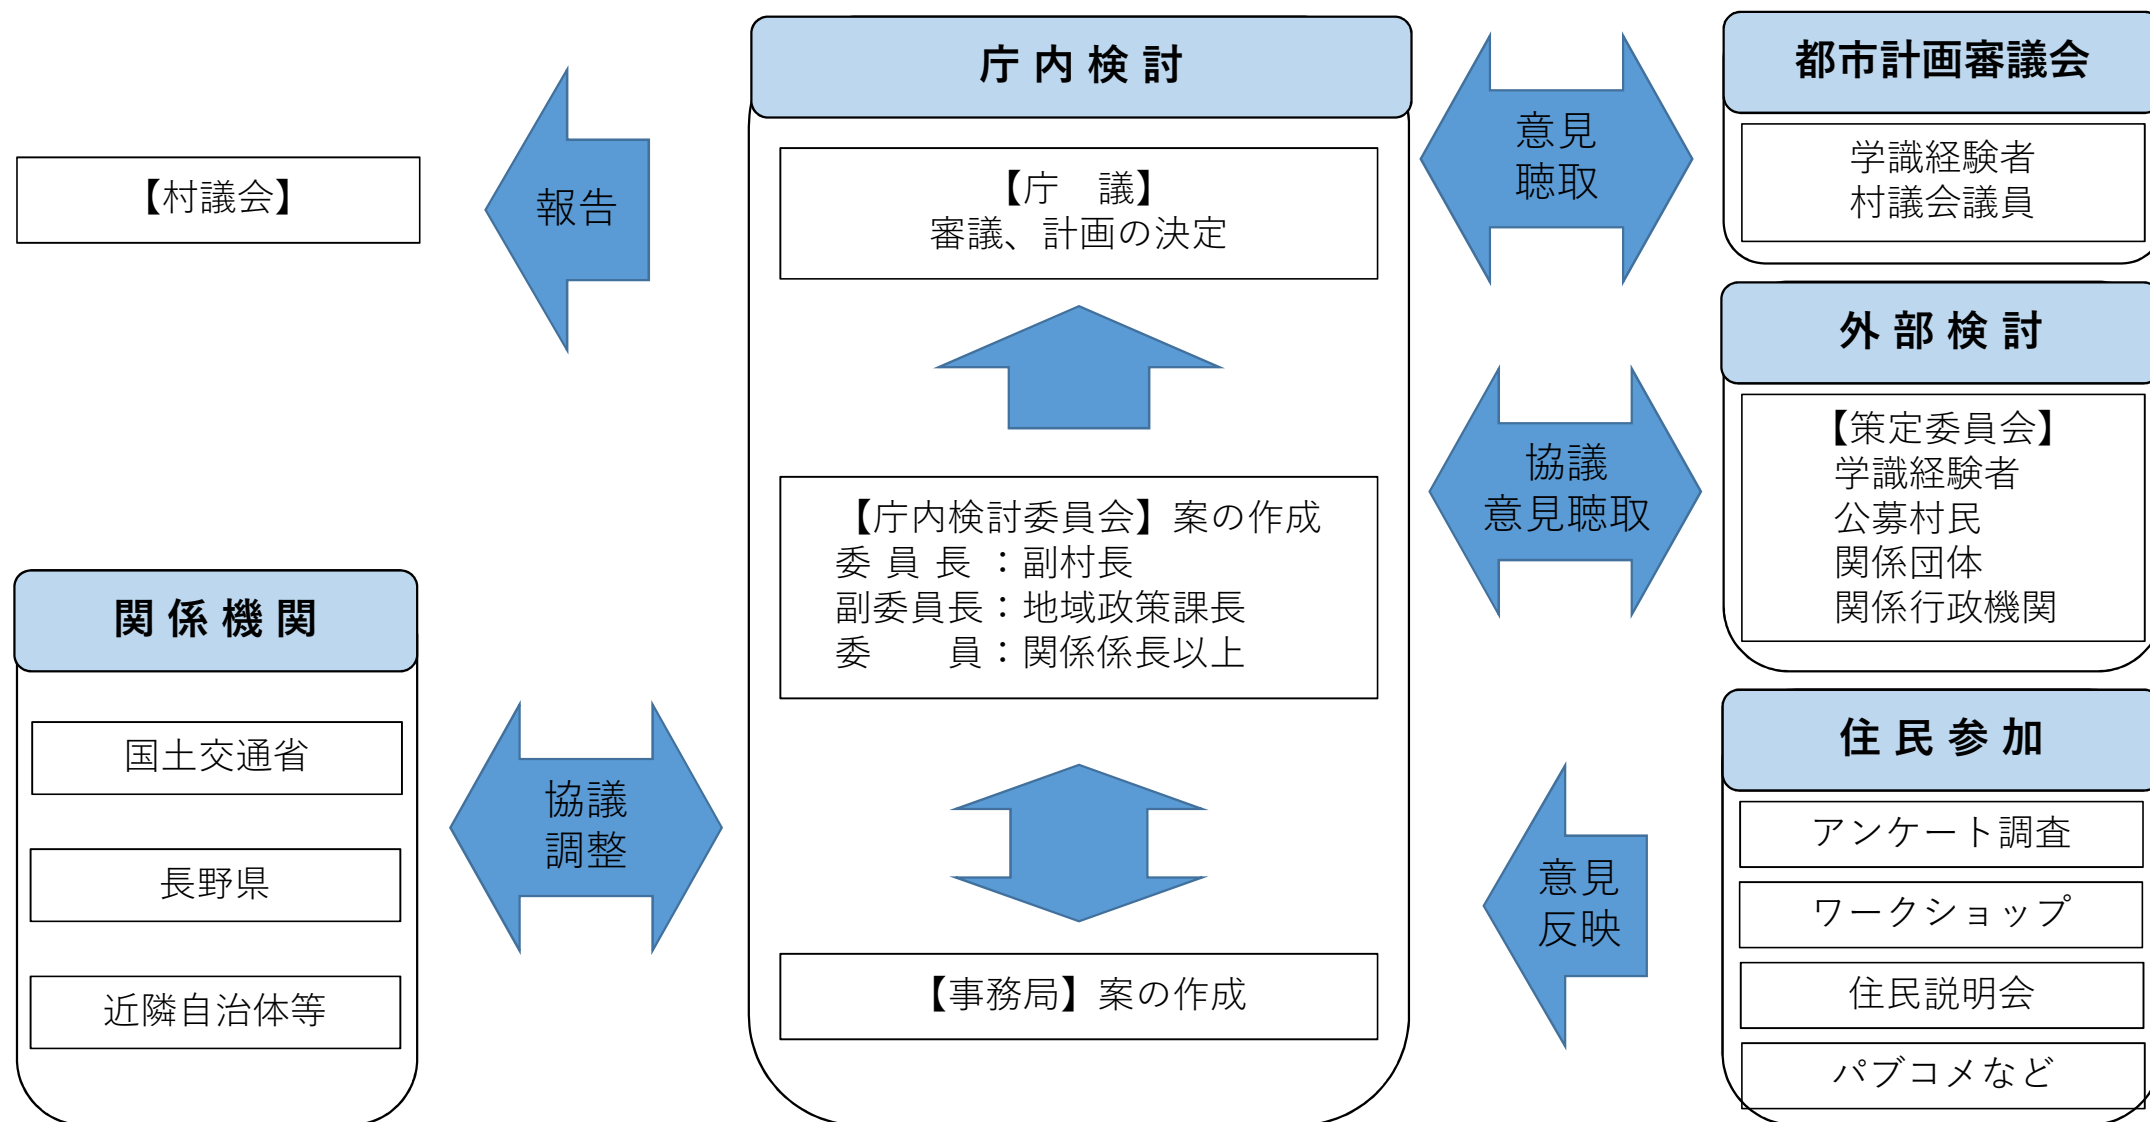 【村議会】
報告
関係機関
国土交通省
長野県
近隣自治体等
協議
調整
庁内検討
【庁　議】
審議、計画の決定
【庁内検討委員会】案の作成
委 員 長 ：副村長
副委員長：地域政策課長
委　　員：関係係長以上
【事務局】案の作成
意見
聴取
協議
意見聴取
意見
反映
都市計画審議会
学識経験者
村議会議員
外部検討
【策定委員会】
学識経験者
公募村民
関係団体
関係行政機関
住民参加
アンケート調査
ワークショップ
住民説明会
パブコメなど